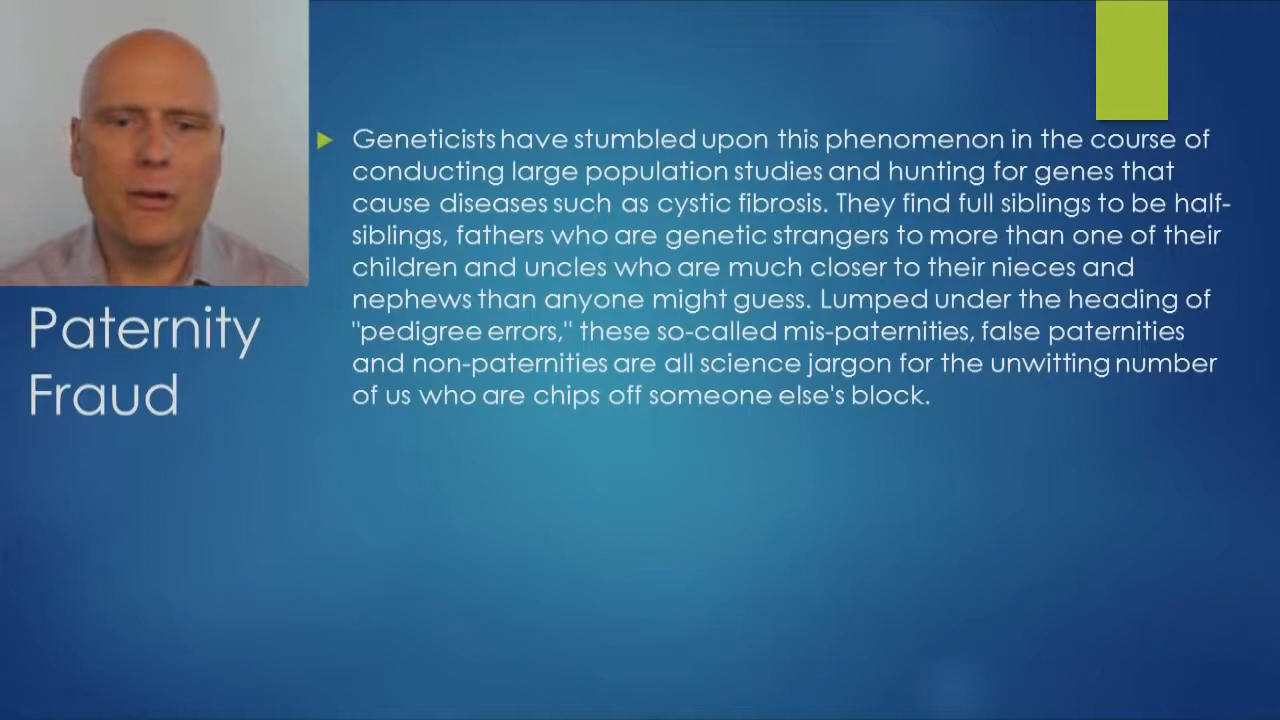 Paternity
Fraud
Geneticists have stumbled upon this phenomenon in the course of
conducting large population studies and hunting for genes that
cause diseases such as cystic fibrosis. They find full siblings to be half-
siblings, fathers who are genetic strangers to more than one of their
children and uncles who are much closer to their nieces and
nephews than anyone might guess. Lumped under the heading of
"pedigree errors," these so-called mis-paternities, false paternities
and non-paternities are all science jargon for the unwitting number
of us who are chips off someone else's block.